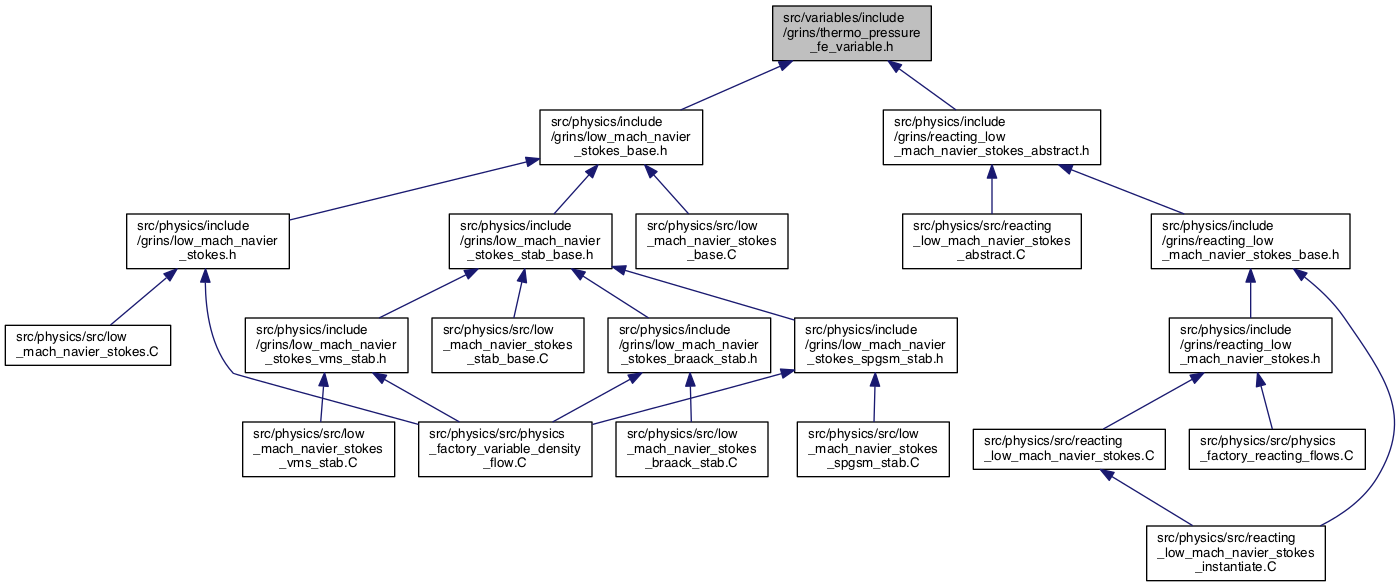 src/variables/include
/grins/thermo_pressure
_fe_variable.h
src/physics/include
/grins/low_mach_navier
_stokes_base.h
src/physics/include
/grins/reacting_low
_mach_navier_stokes_abstract.h
src/physics/include
/grins/low_mach_navier
_stokes.h
src/physics/include
/grins/low_mach_navier
_stokes_stab_base.h
src/physics/src/low
_mach_navier_stokes
_base.C
src/physics/src/reacting
_low_mach_navier_stokes
_abstract.C
src/physics/include
/grins/reacting_low
_mach_navier_stokes_base.h
src/physics/src/low
_mach_navier_stokes.C
src/physics/include
/grins/low_mach_navier
_stokes_vms_stab.h
src/physics/src/low
_mach_navier_stokes
_stab_base.C
src/physics/include
/grins/low_mach_navier
_stokes_braack_stab.h
src/physics/include
/grins/low_mach_navier
_stokes_spgsm_stab.h
src/physics/include
/grins/reacting_low
_mach_navier_stokes.h
src/physics/src/low
_mach_navier_stokes
_vms_stab.C
src/physics/src/physics
_factory_variable_density
_flow.C
src/physics/src/low
_mach_navier_stokes
_braack_stab.C
src/physics/src/low
_mach_navier_stokes
_spgsm_stab.C
src/physics/src/reacting
_low_mach_navier_stokes.C
src/physics/src/physics
_factory_reacting_flows.C
src/physics/src/reacting
_low_mach_navier_stokes
_instantiate.C